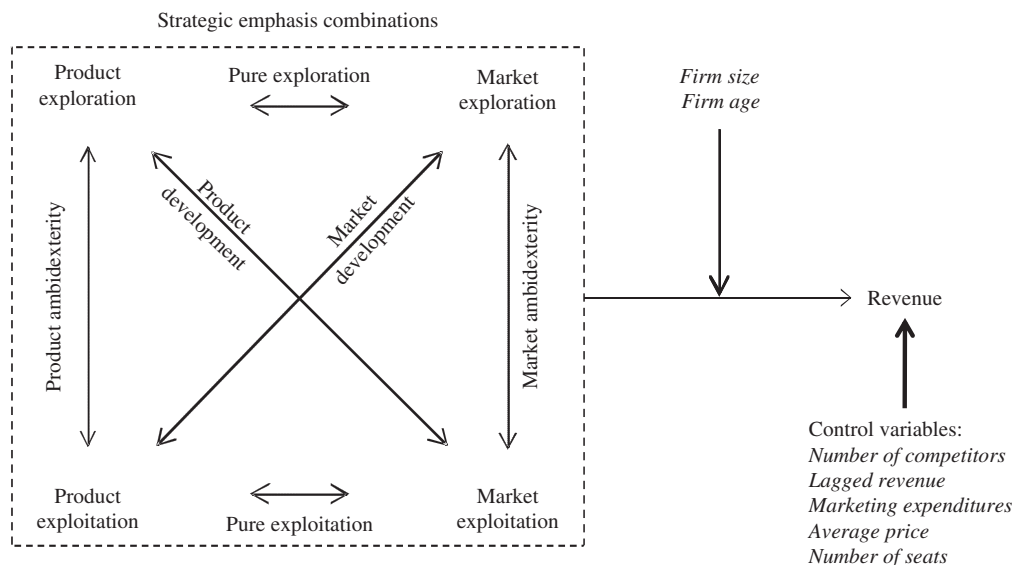 Strategic emphasis combinations
Product
exploration
Pure exploration
Market
exploration
Firm size
Firm age
Product
development
Market
development
Product ambidexterity
Market ambidexterity
Revenue
Product
exploitation
Pure exploitation
Market
exploitation
Control variables:
Number of competitors
Lagged revenue
Marketing expenditures
Average price
Number of seats